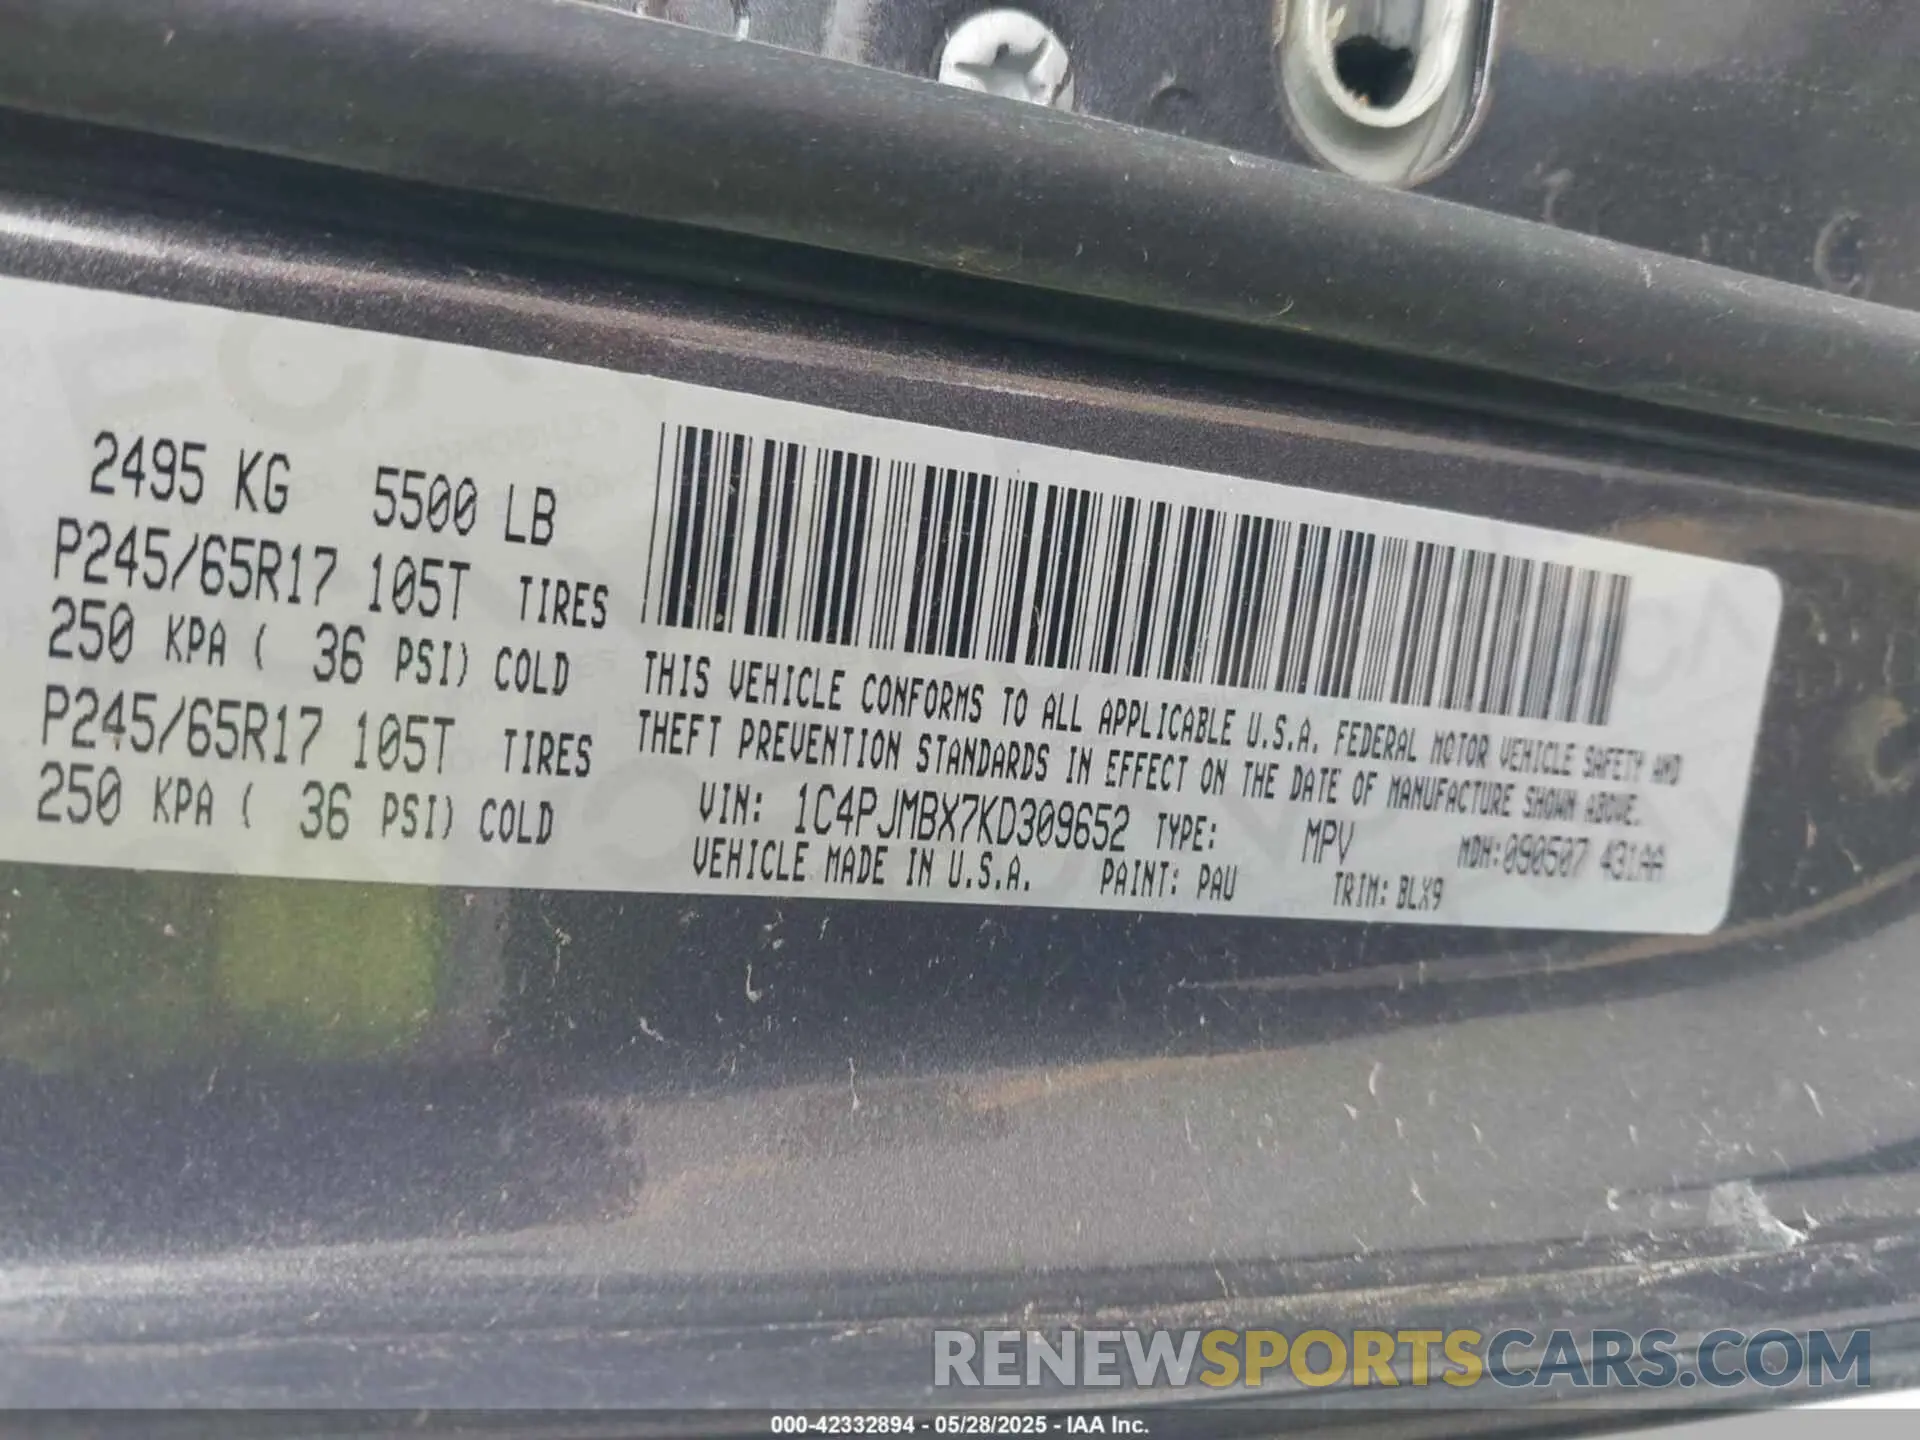 2495 KG 5500 LB
P245/65R17 105T TIRES
250 KPA ( 36 PSI) COLD
P245/65R17 105T TIRES
250 KPA ( 36 PSI) COLD
THIS VEHICLE CONFORMS TO ALL APPLICABLE U.S.A. FEDERAL MOTOR VEHICLE SAFETY AND
THEFT PREVENTION STANDARDS IN EFFECT ON THE DATE OF MANUFACTURE SHOWN ABOVE.
VIN: 1C4PJMBX7KD309652 TYPE: MPV MDH:090507 431AA
VEHICLE MADE IN U.S.A. PAINT: PAU TRIM: BLX9
RENEWSPORTSCARS.COM
000-42332894 - 05/28/2025 - IAA Inc.